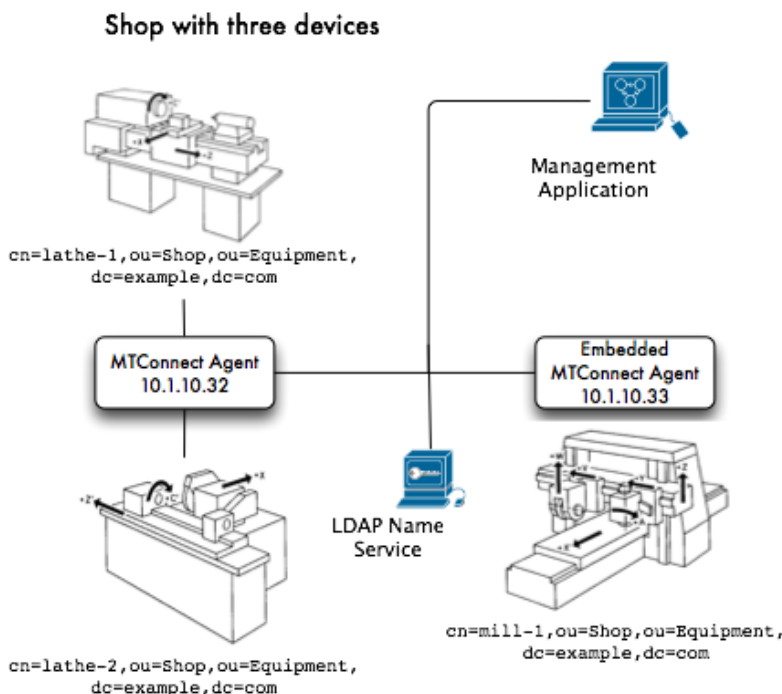 Shop with three devices
Management
Application
cn=lathe-1,ou=Shop,ou=Equipment,
dc=example,dc=com
MTConnect Agent
10.1.10.32
Embedded
MTConnect Agent
10.1.10.33
LDAP Name
Service
cn=mill-1,ou=Shop,ou=Equipment,
dc=example,dc=com
cn=lathe-2,ou=Shop,ou=Equipment,
dc=example,dc=com